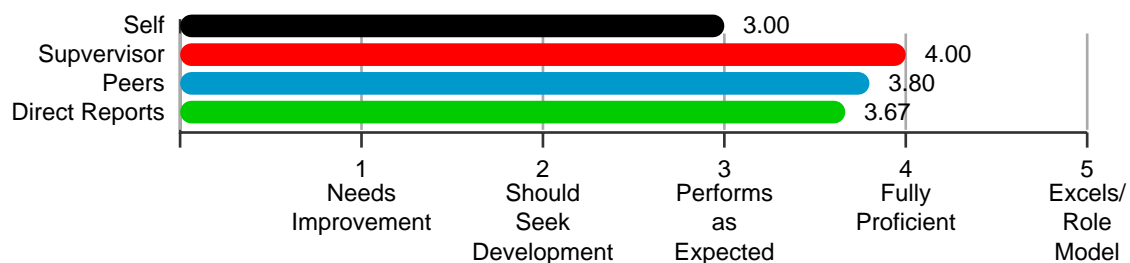 Self 3.00
Supvervisor 4.00
Peers 3.80
Direct Reports 3.67
1 2 3 4 5
Needs Should Performs Fully Excels/
Improvement Seek as Proficient Role
Development Expected Model